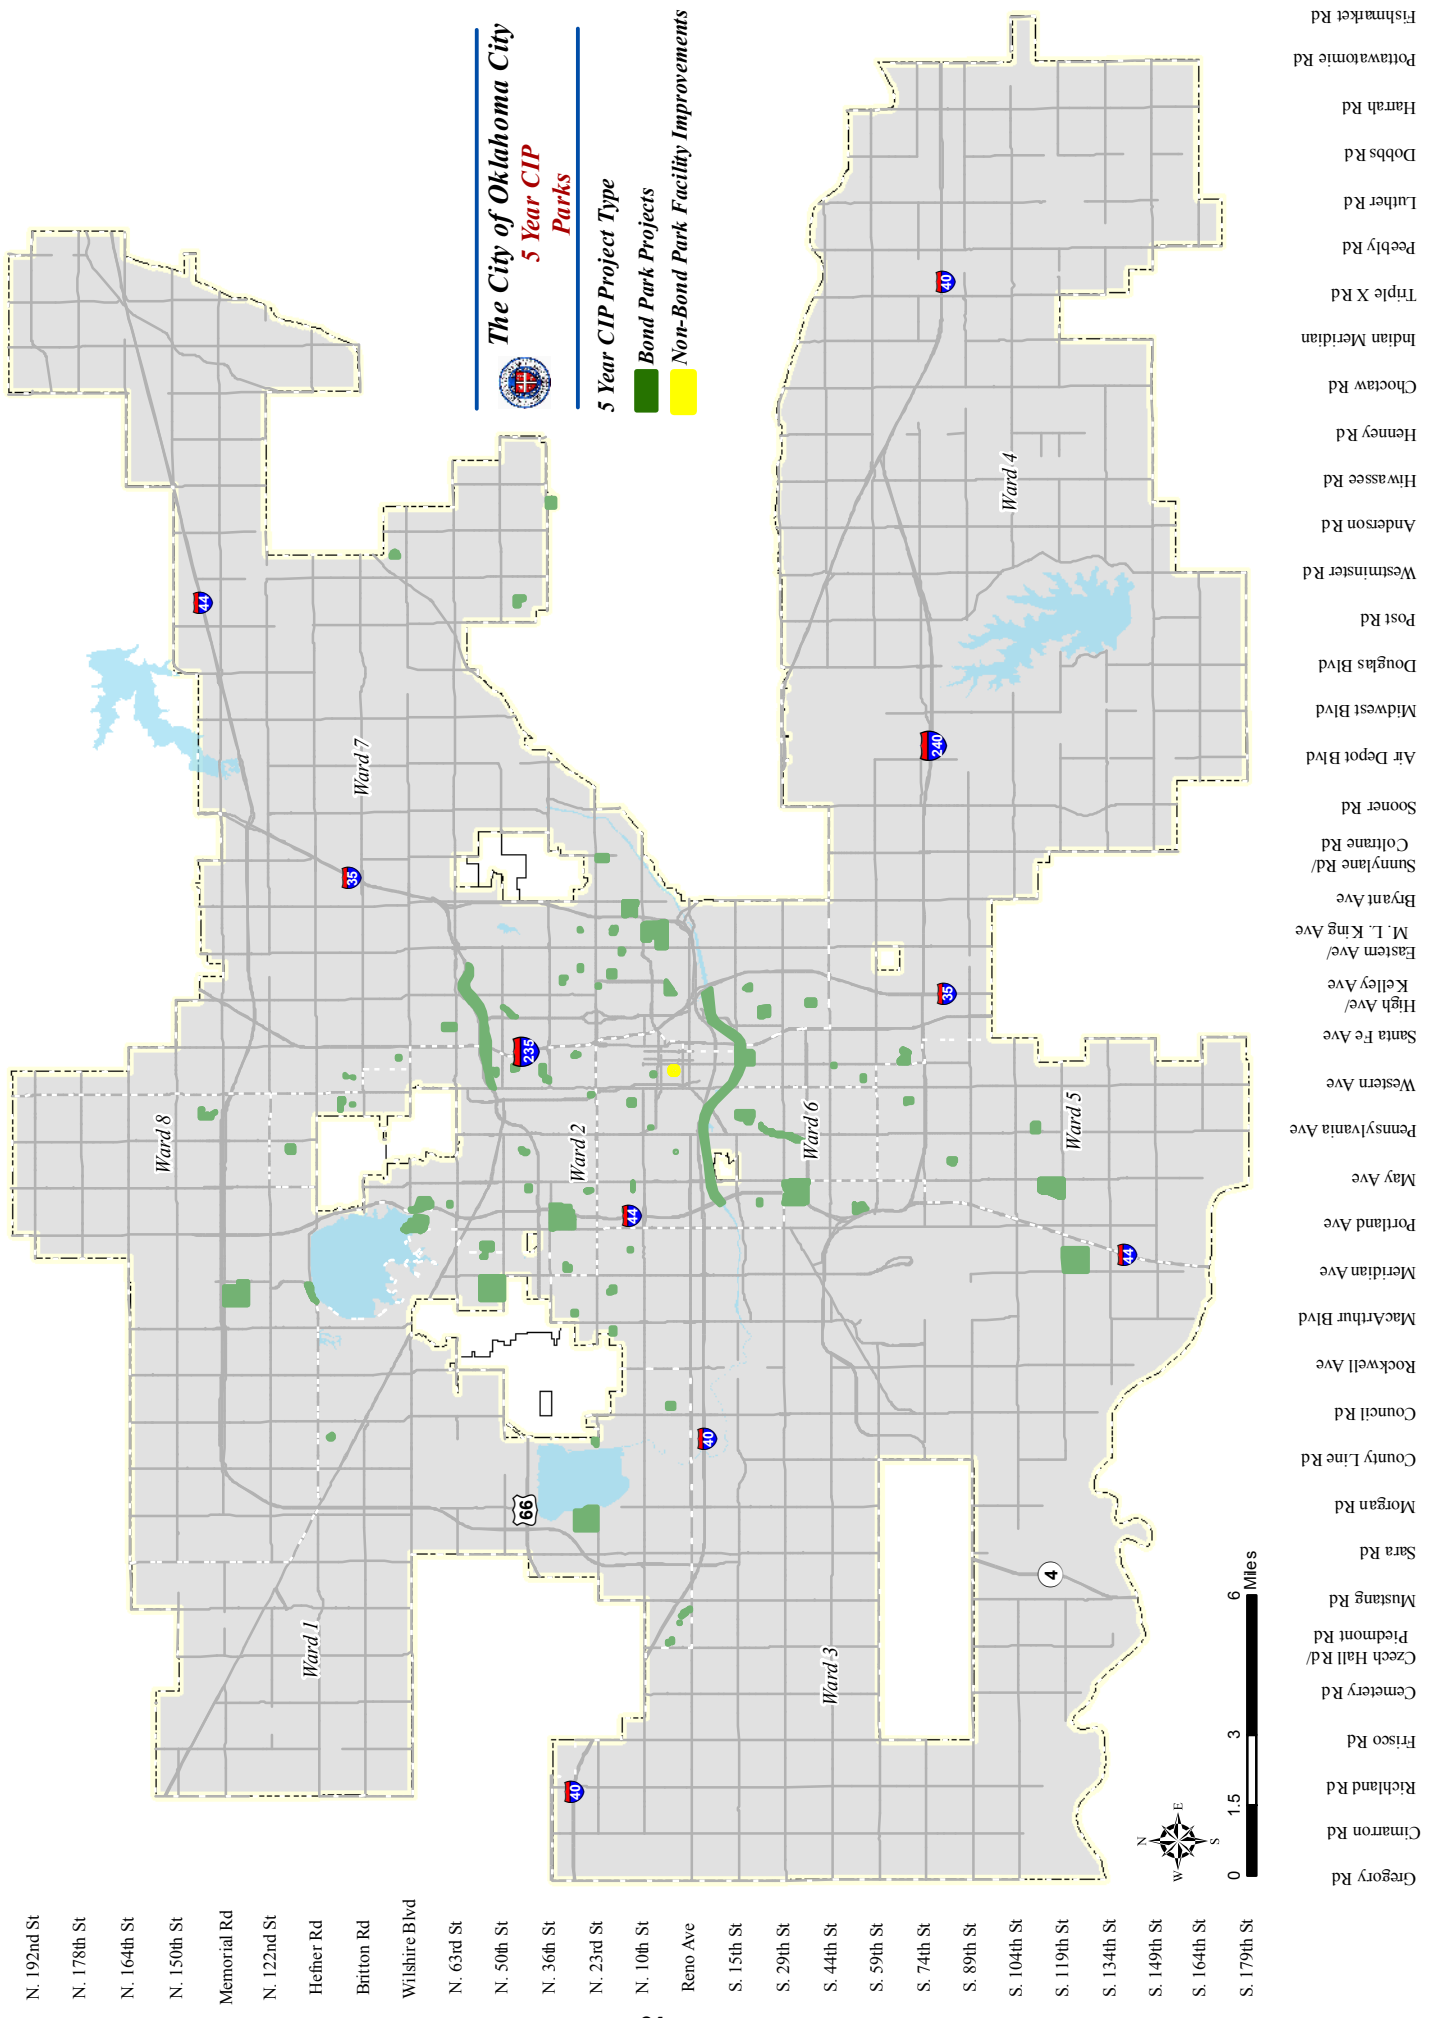 The City of Oklahoma City
5 Year CIP
Parks
5 Year CIP Project Type
Bond Park Projects
Non-Bond Park Facility Improvements
N. 192nd St
N. 178th St
N. 164th St
N. 150th St
Memorial Rd
N. 122nd St
Hefner Rd
Britton Rd
Wilshire Blvd
N. 63rd St
N. 50th St
N. 36th St
N. 23rd St
N. 10th St
Reno Ave
S. 15th St
S. 29th St
S. 44th St
S. 59th St
S. 74th St
S. 89th St
S. 104th St
S. 119th St
S. 134th St
S. 149th St
S. 164th St
S. 179th St
Gregory Rd
Cimarron Rd
Richland Rd
Frisco Rd
Cemetery Rd
Czech Hall Rd/
Piedmont Rd
Mustang Rd
Sara Rd
Morgan Rd
County Line Rd
Council Rd
Rockwell Ave
MacArthur Blvd
Meridian Ave
Portland Ave
May Ave
Pennsylvania Ave
Western Ave
Santa Fe Ave
High Ave/
Kelley Ave
Eastern Ave/
M. L. King Ave
Bryant Ave
Sunnylane Rd/
Coltrane Rd
Sooner Rd
Air Depot Blvd
Midwest Blvd
Douglas Blvd
Post Rd
Westminster Rd
Anderson Rd
Hiwassee Rd
Henney Rd
Choctaw Rd
Indian Meridian
Triple X Rd
Peebly Rd
Luther Rd
Dobbs Rd
Harrah Rd
Pottawatomie Rd
Fishmarket Rd
Ward 1
Ward 2
Ward 3
Ward 4
Ward 5
Ward 6
Ward 7
Ward 8
44
35
235
44
40
66
40
40
240
35
44
4
N
E
S
W
0
1.5
3
6
Miles